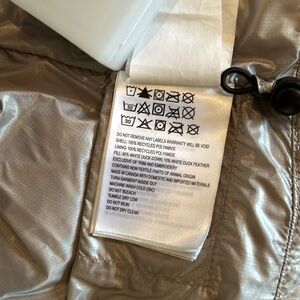 30
30
DO NOT REMOVE ANY LABELS-WARRANTY WILL BE VOID
SHELL: 100% RECYCLED POLYAMIDE
LINING: 100% RECYCLED POLYAMIDE
FILL: 90% WHITE DUCK DOWN, 10% WHITE DUCK FEATHER
EXCLUSIVE OF TRIM AND EMBROIDERY
CONTAINS NON-TEXTILE PARTS OF ANIMAL ORIGIN
MADE IN CANADA WITH DOMESTIC AND IMPORTED MATERIALS
TURN GARMENT INSIDE OUT
MACHINE WASH COLD (30C)
DO NOT BLEACH
TUMBLE DRY LOW
DO NOT IRON
DO NOT DRY CLEAN